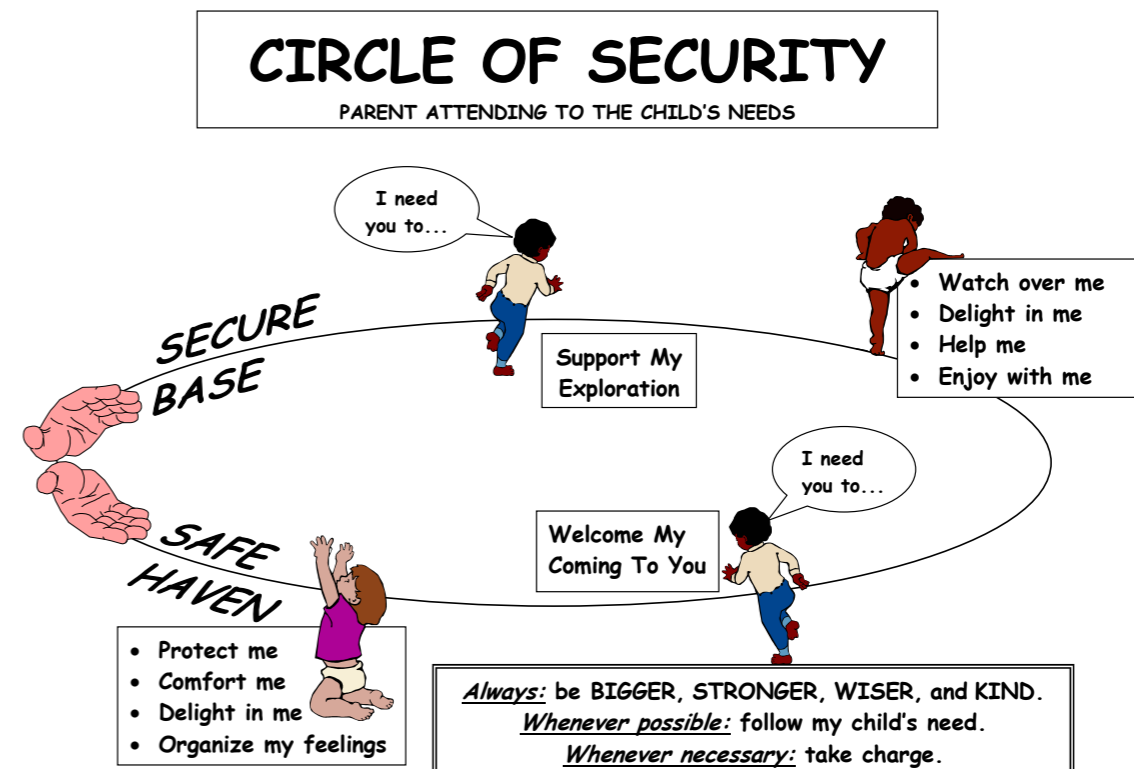 CIRCLE OF SECURITY
PARENT ATTENDING TO THE CHILD'S NEEDS
I need
you to...
SECURE
BASE
Support My
Exploration
• Watch over me
• Delight in me
• Help me
• Enjoy with me
I need
you to...
Welcome My
Coming To You
SAFE
HAVEN
• Protect me
• Comfort me
• Delight in me
• Organize my feelings
Always: be BIGGER, STRONGER, WISER, and KIND.
Whenever possible: follow my child's need.
Whenever necessary: take charge.